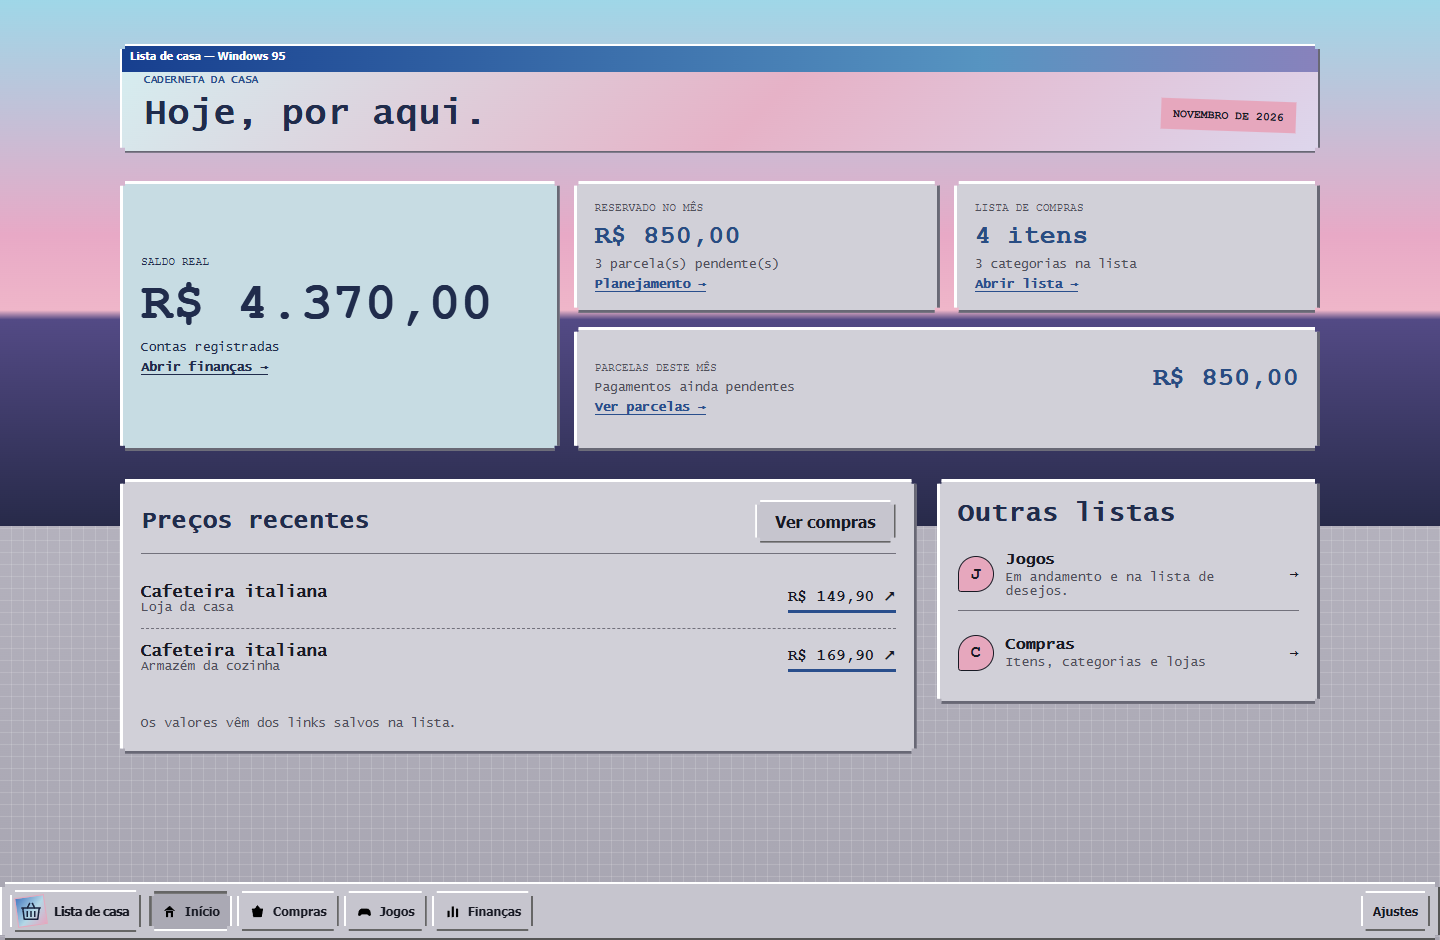 Lista de casa — Windows 95
CADERNETA DA CASA
Hoje, por aqui.
NOVEMBRO DE 2026
SALDO REAL
R$ 4.370,00
Contas registradas
Abrir finanças →
RESERVADO NO MÊS
R$ 850,00
3 parcela(s) pendente(s)
Planejamento →
LISTA DE COMPRAS
4 itens
3 categorias na lista
Abrir lista →
PARCELAS DESTE MÊS
Pagamentos ainda pendentes
Ver parcelas →
R$ 850,00
Preços recentes
Ver compras
Cafeteira italiana
Loja da casa
R$ 149,90 ↗
Cafeteira italiana
Armazém da cozinha
R$ 169,90 ↗
Os valores vêm dos links salvos na lista.
Outras listas
J
Jogos
Em andamento e na lista de
desejos.
→
C
Compras
Itens, categorias e lojas
→
Lista de casa
Início
Compras
Jogos
Finanças
Ajustes